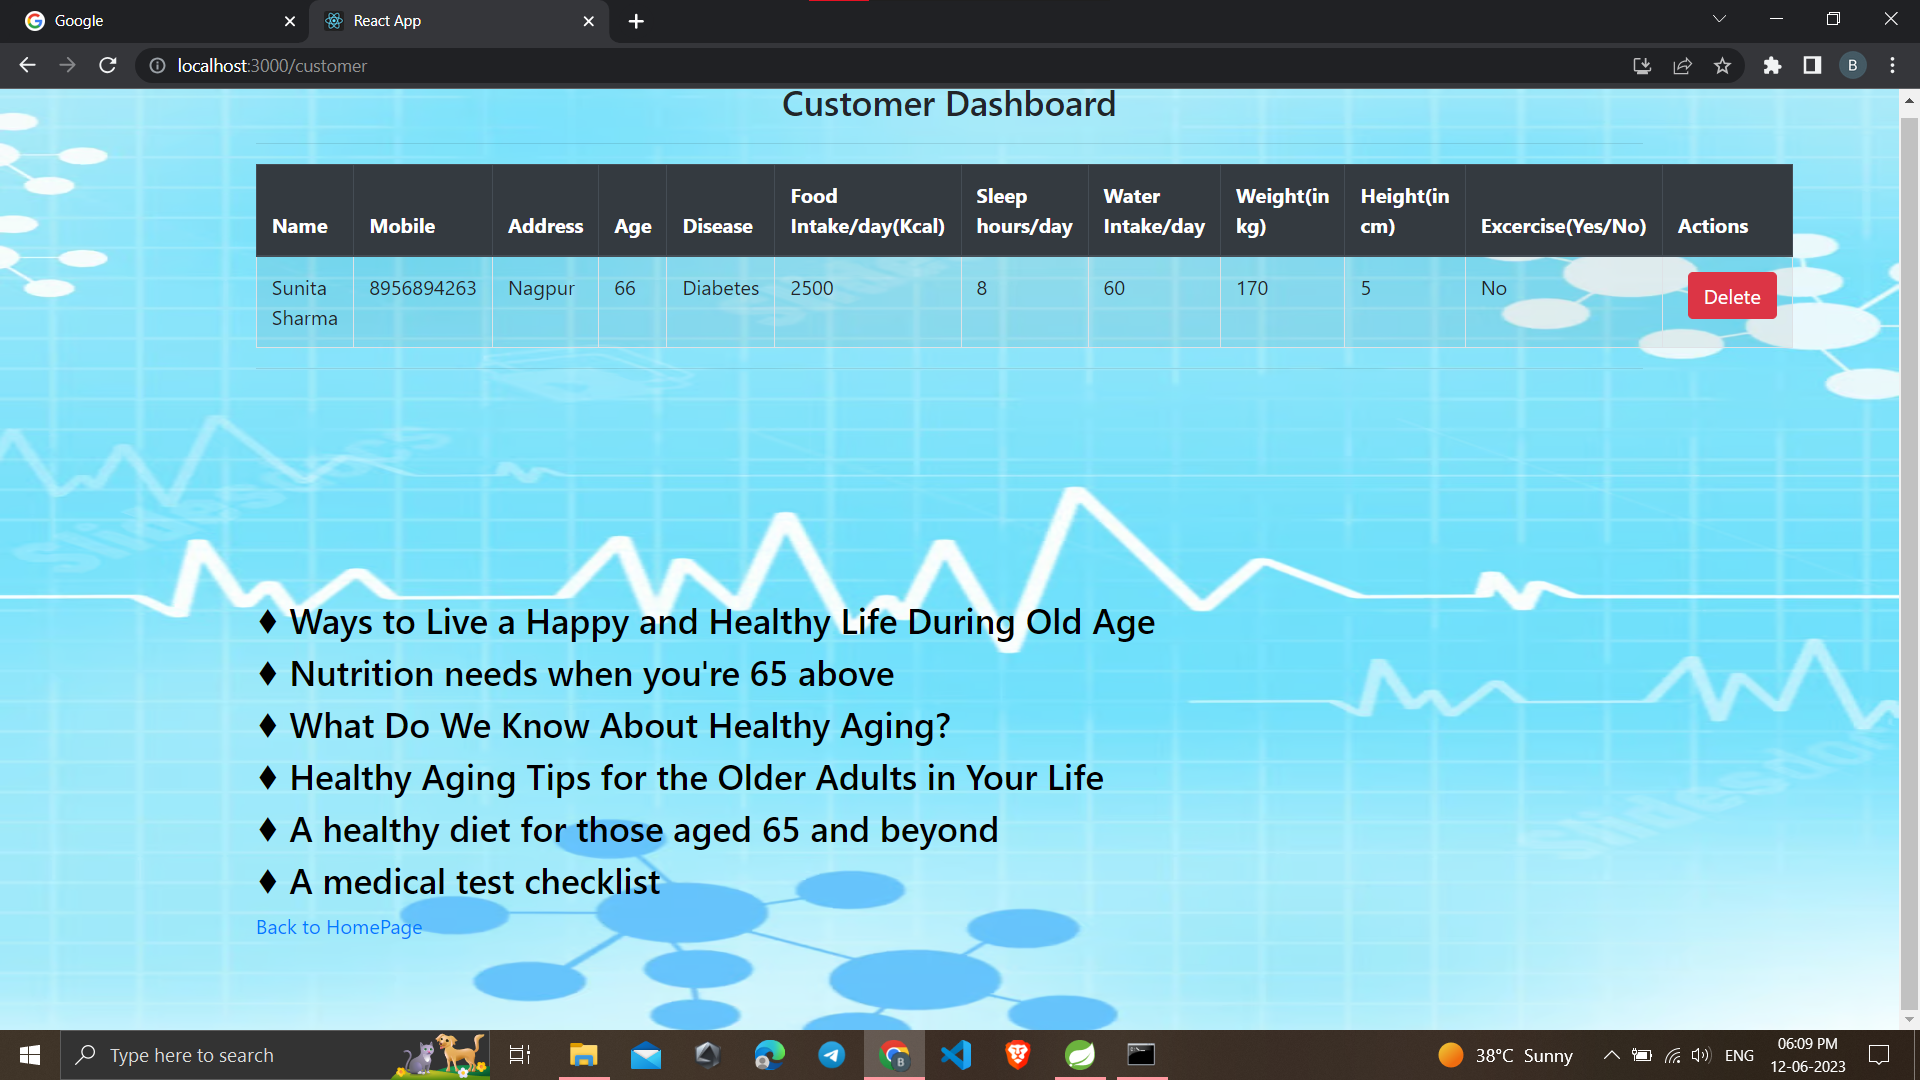 Google
React App
localhost:3000/customer
B
Customer Dashboard
Name Mobile Address Age Disease Food Intake/day(Kcal) Sleep hours/day Water Intake/day Weight(in kg) Height(in cm) Excercise(Yes/No) Actions
Sunita Sharma 8956894263 Nagpur 66 Diabetes 2500 8 60 170 5 No Delete
Slidesdocs
♦ Ways to Live a Happy and Healthy Life During Old Age
♦ Nutrition needs when you're 65 above
♦ What Do We Know About Healthy Aging?
♦ Healthy Aging Tips for the Older Adults in Your Life
♦ A healthy diet for those aged 65 and beyond
♦ A medical test checklist
Back to HomePage
Type here to search
38°C Sunny
ENG
06:09 PM
12-06-2023